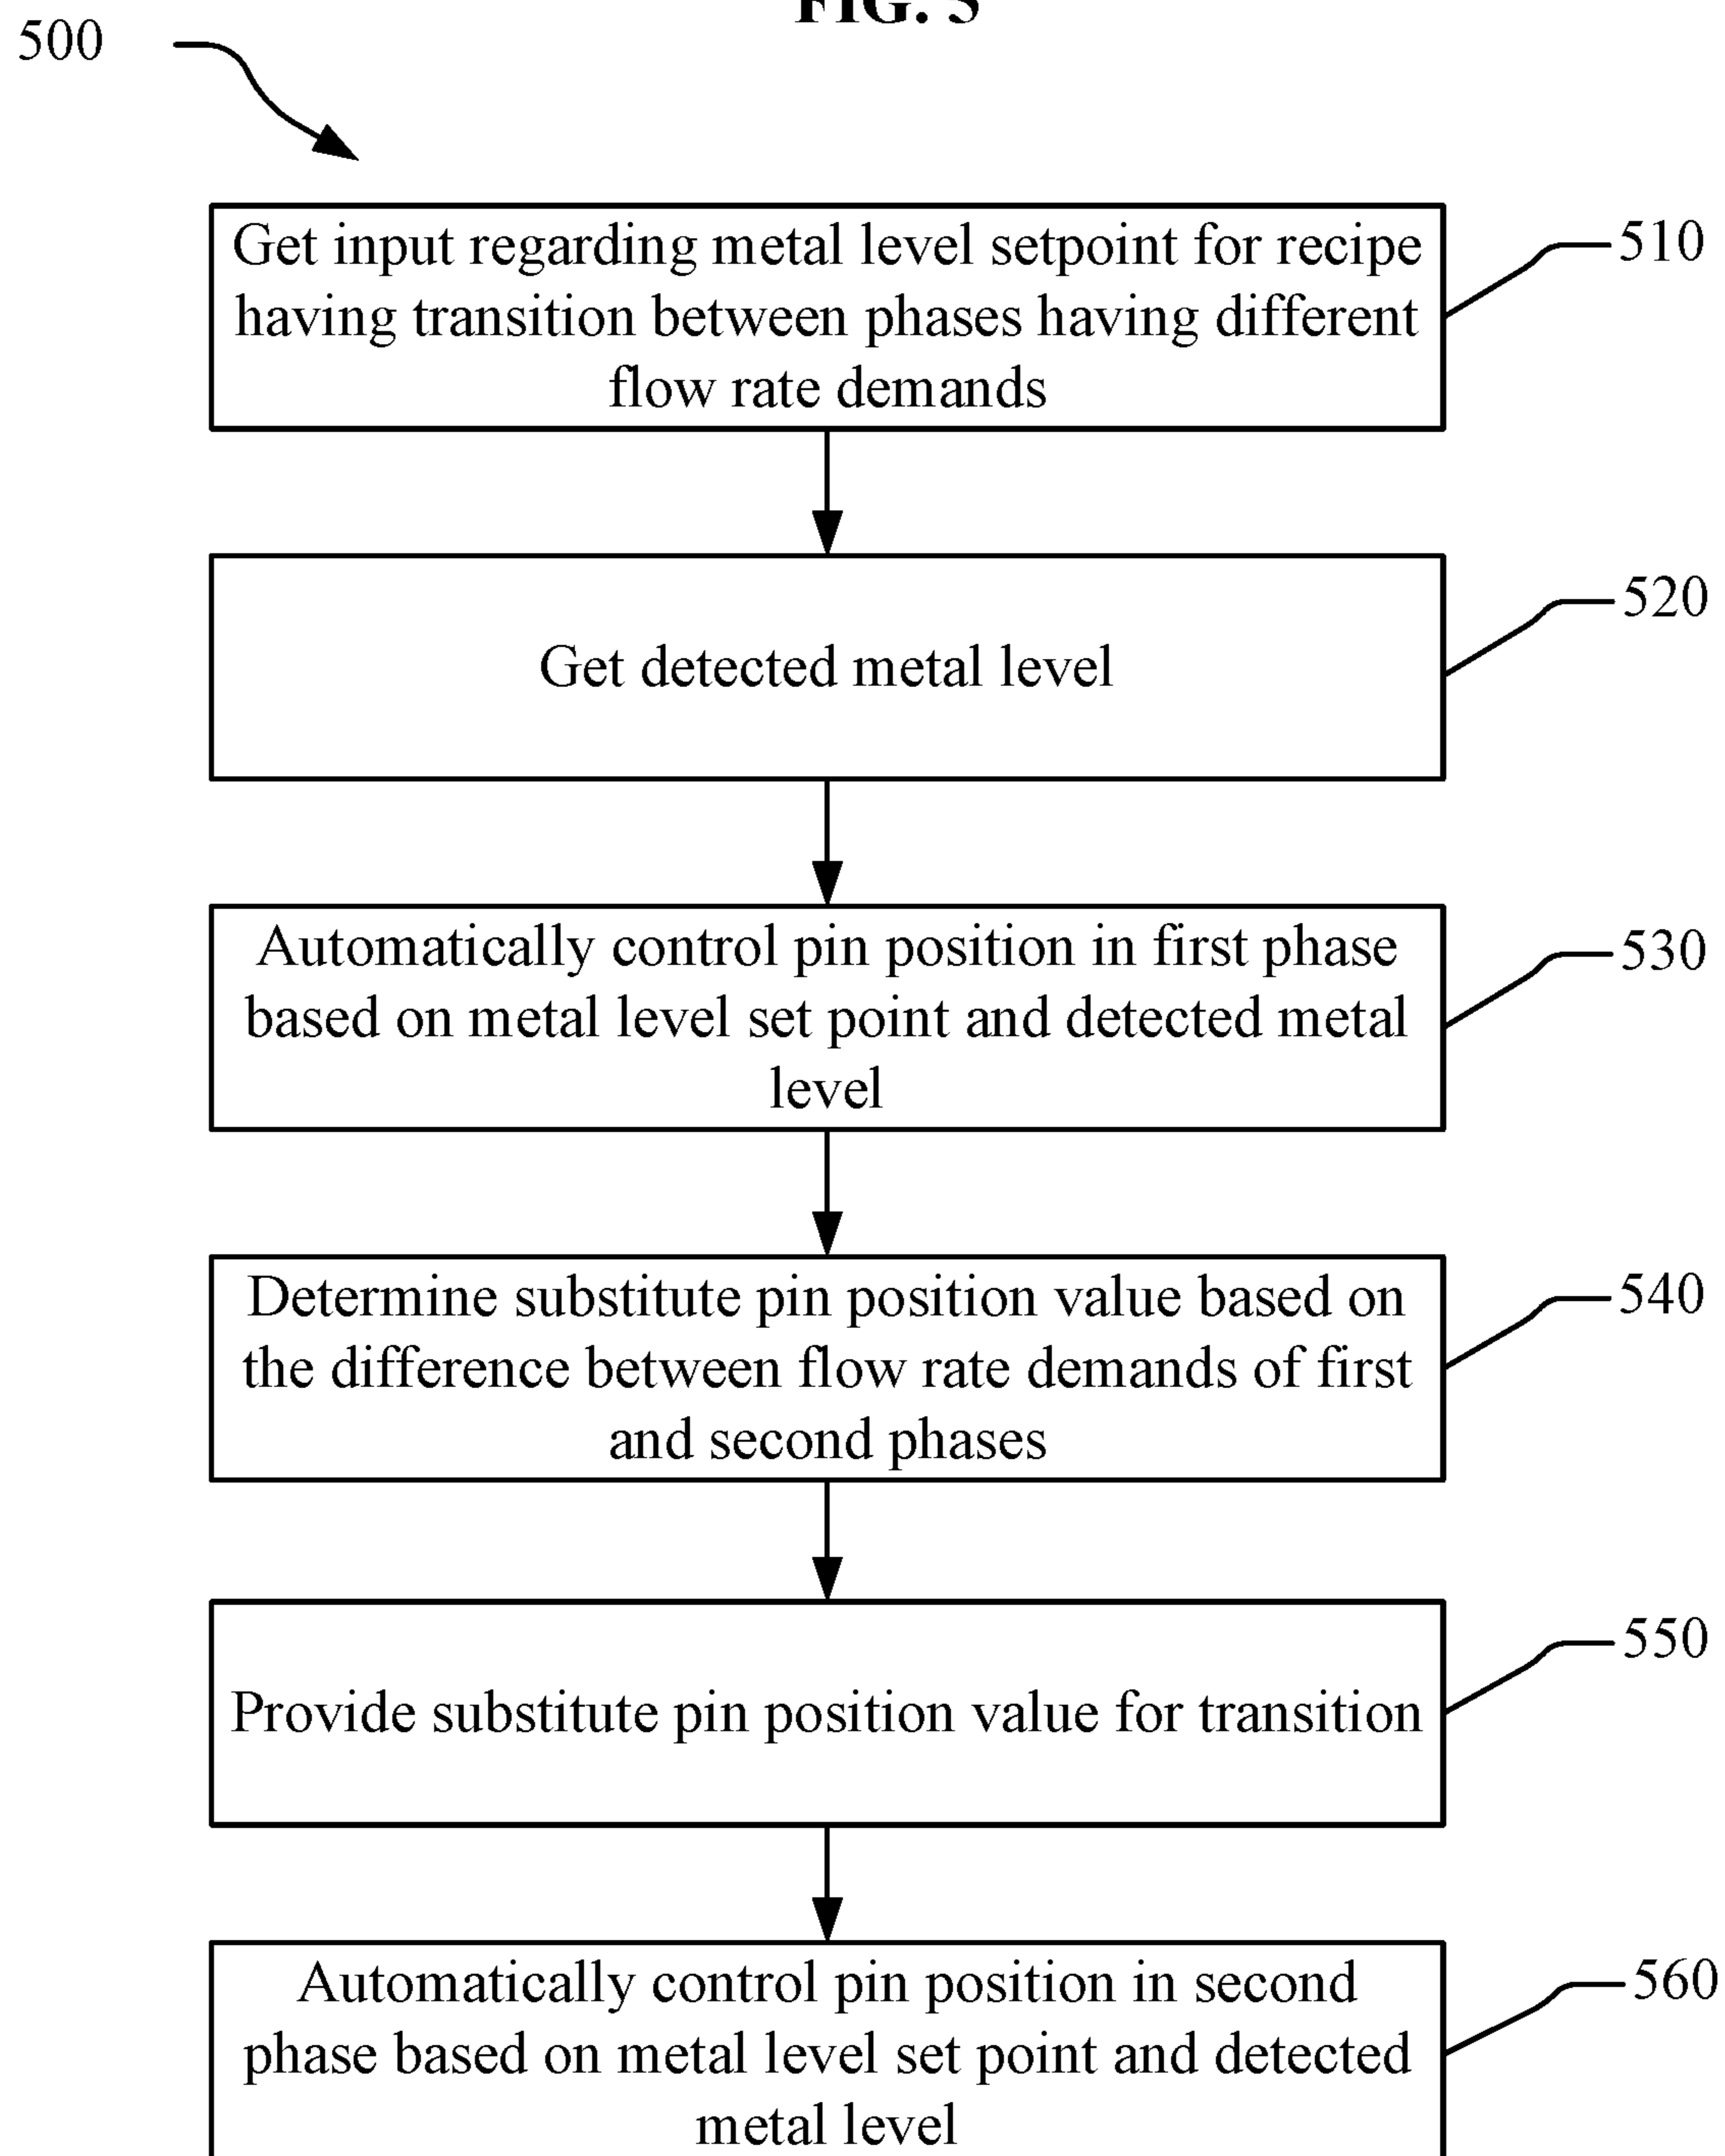 FIG. 5
500
Get input regarding metal level setpoint for recipe
having transition between phases having different
flow rate demands
510
Get detected metal level
520
Automatically control pin position in first phase
based on metal level set point and detected metal
level
530
Determine substitute pin position value based on
the difference between flow rate demands of first
and second phases
540
Provide substitute pin position value for transition
550
Automatically control pin position in second
phase based on metal level set point and detected
metal level
560